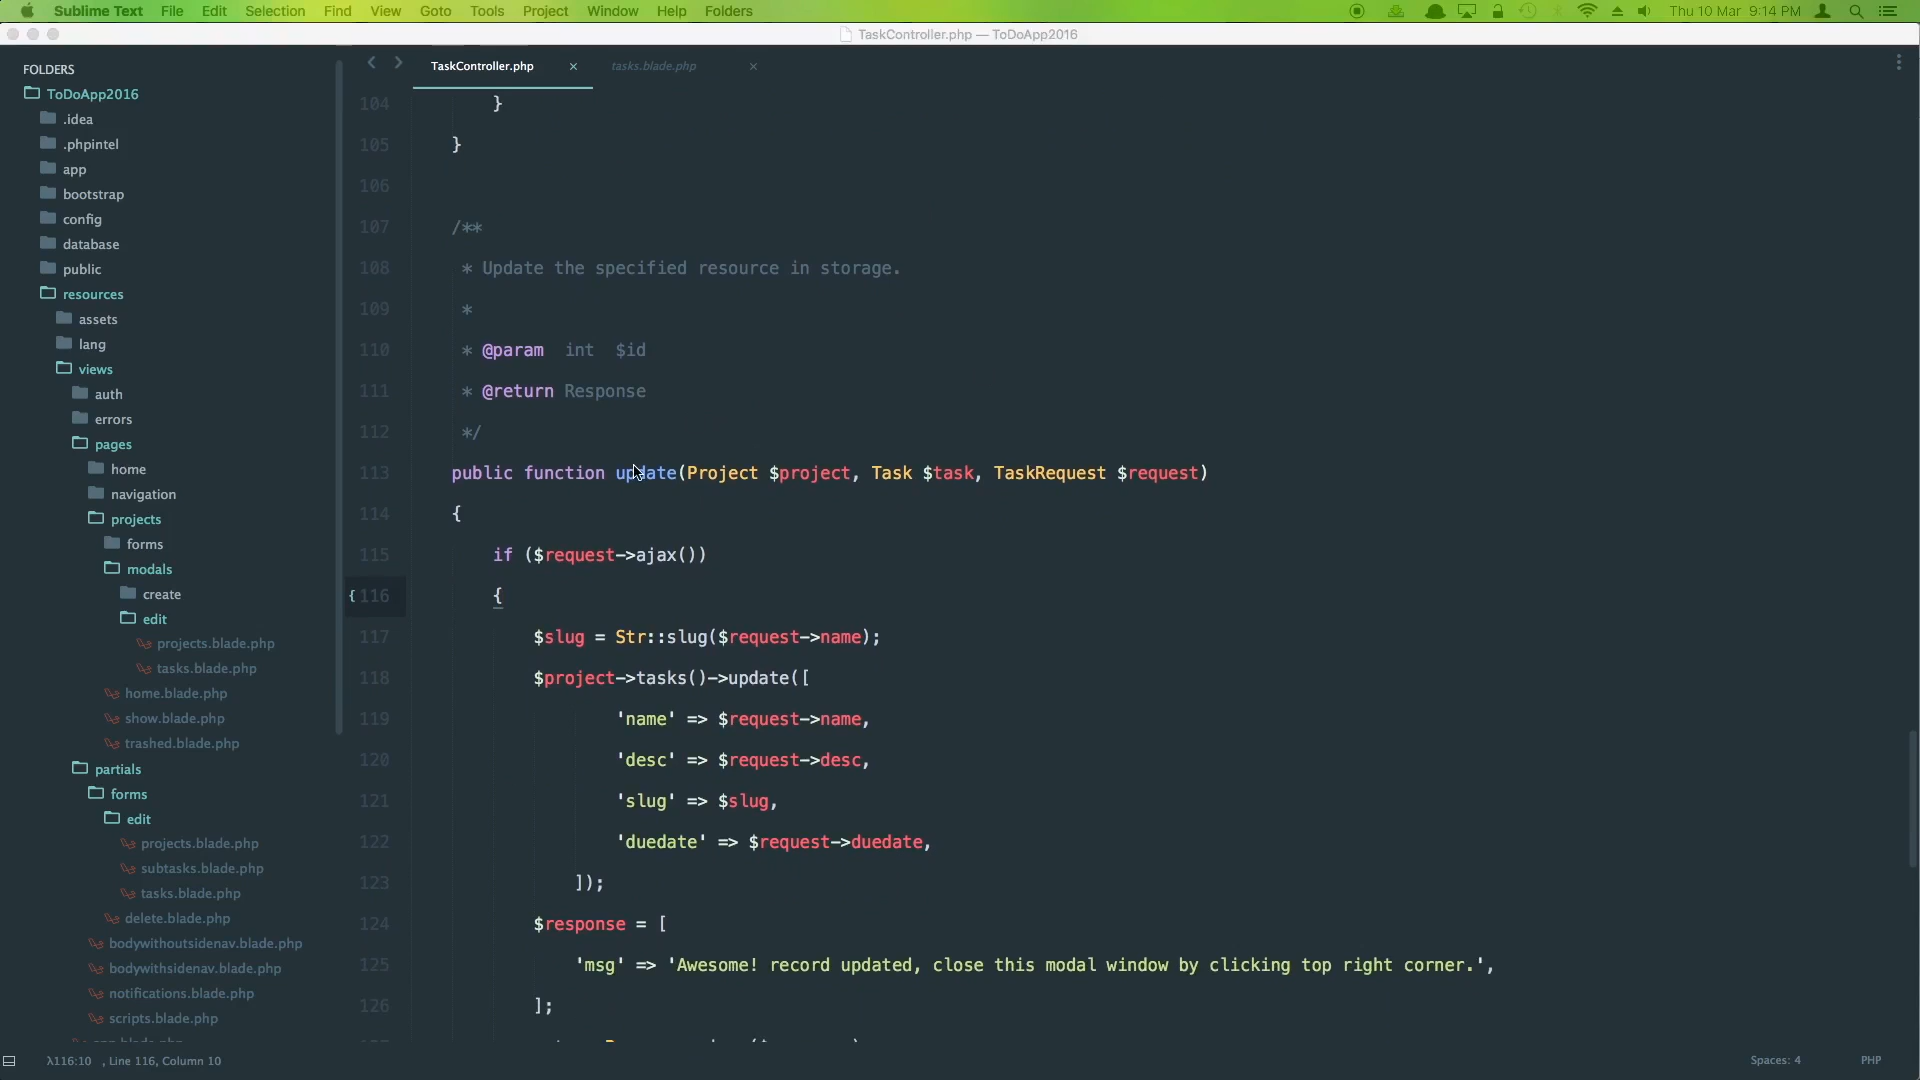 Sublime Text File Edit Selection Find View Goto Tools Project Window Help Folders Thu 10 Mar 9:14 PM
TaskController.php — ToDoApp2016
FOLDERS
ToDoApp2016
.idea
.phpintel
app
bootstrap
config
database
public
resources
assets
lang
views
auth
errors
pages
home
navigation
projects
forms
modals
create
edit
projects.blade.php
tasks.blade.php
home.blade.php
show.blade.php
trashed.blade.php
partials
forms
edit
projects.blade.php
subtasks.blade.php
tasks.blade.php
delete.blade.php
bodywithoutsidenav.blade.php
bodywithsidenav.blade.php
notifications.blade.php
scripts.blade.php
TaskController.php × tasks.blade.php ×
104 }
105 }
106
107 /**
108 * Update the specified resource in storage.
109 *
110 * @param int $id
111 * @return Response
112 */
113 public function update(Project $project, Task $task, TaskRequest $request)
114 {
115 if ($request->ajax())
{ 116 {
117 $slug = Str::slug($request->name);
118 $project->tasks()->update([
119 'name' => $request->name,
120 'desc' => $request->desc,
121 'slug' => $slug,
122 'duedate' => $request->duedate,
123 ]);
124 $response = [
125 'msg' => 'Awesome! record updated, close this modal window by clicking top right corner.',
126 ];
λ116:10 , Line 116, Column 10 Spaces: 4 PHP